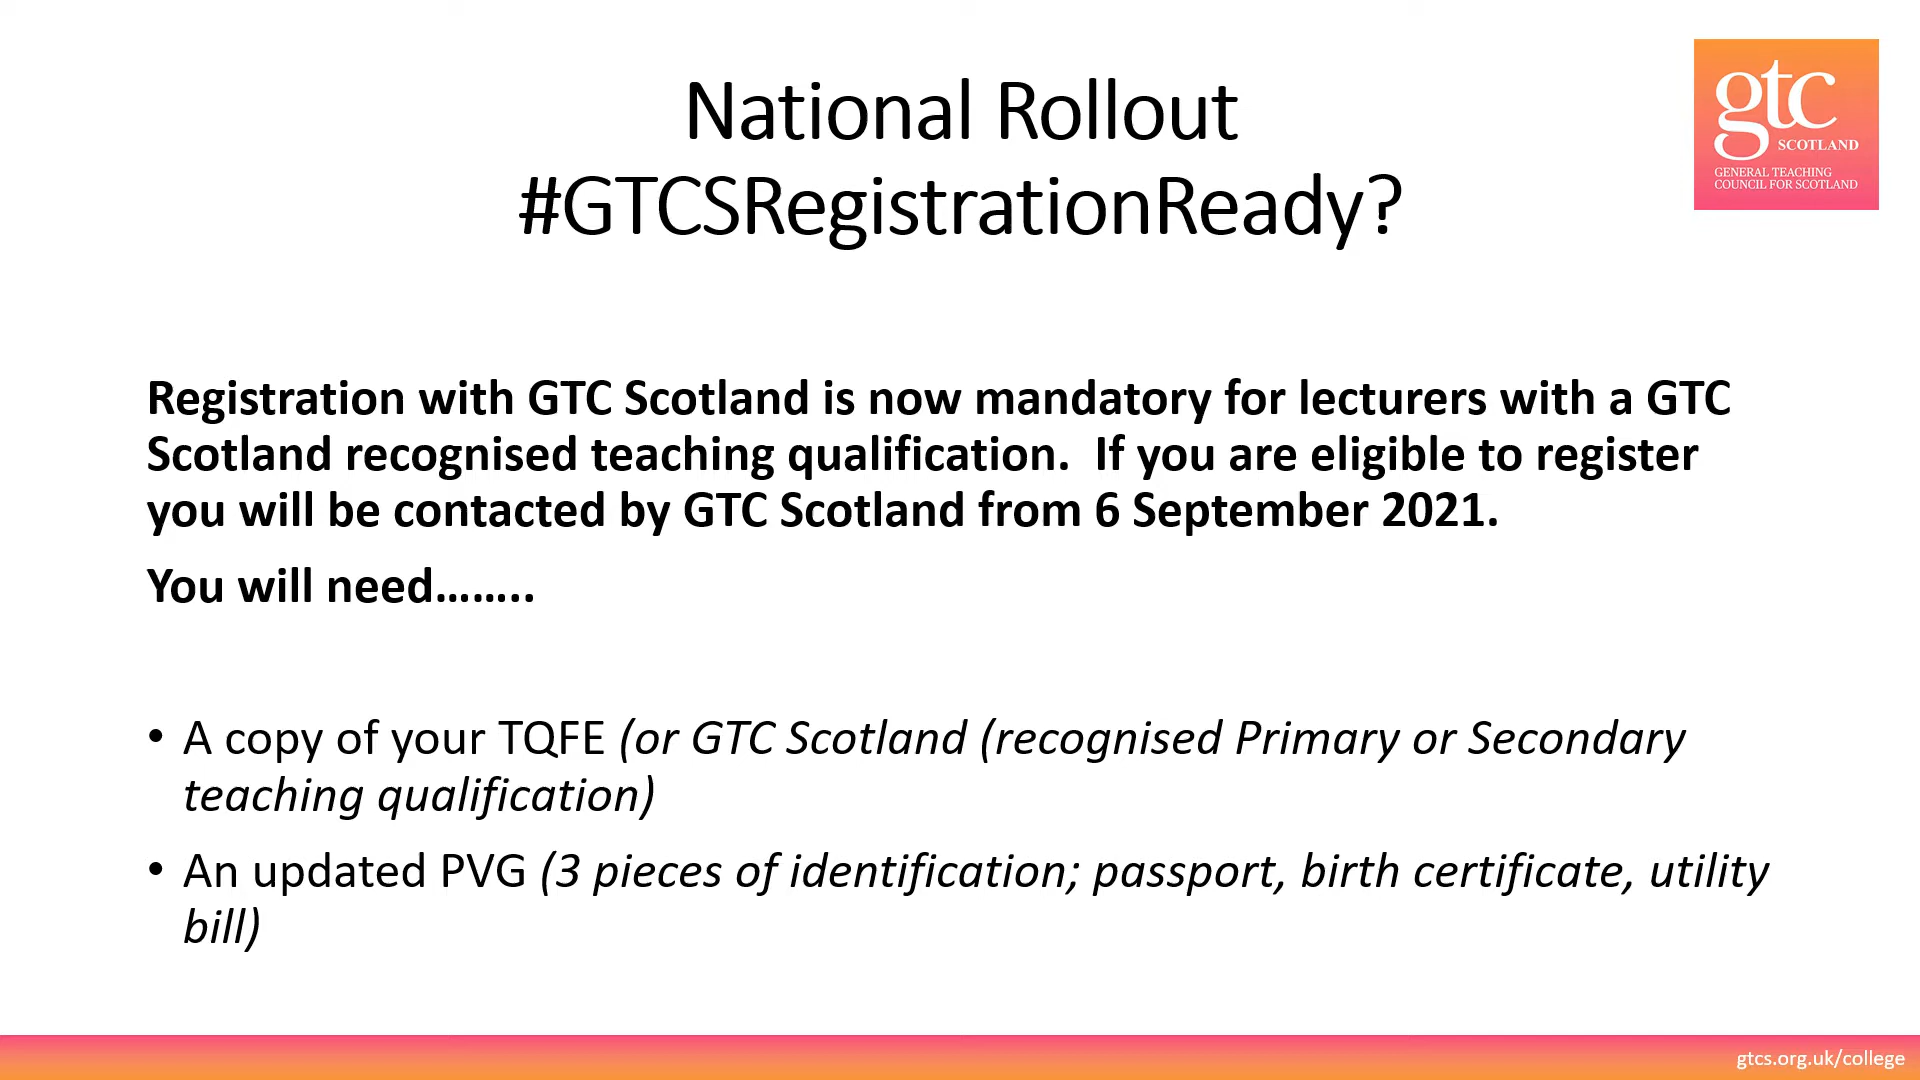 National Rollout
#GTCSRegistrationReady?
gtc
SCOTLAND
GENERAL TEACHING
COUNCIL FOR SCOTLAND
Registration with GTC Scotland is now mandatory for lecturers with a GTC
Scotland recognised teaching qualification.  If you are eligible to register
you will be contacted by GTC Scotland from 6 September 2021.
You will need……..
• A copy of your TQFE (or GTC Scotland (recognised Primary or Secondary
teaching qualification)
• An updated PVG (3 pieces of identification; passport, birth certificate, utility
bill)
gtcs.org.uk/college